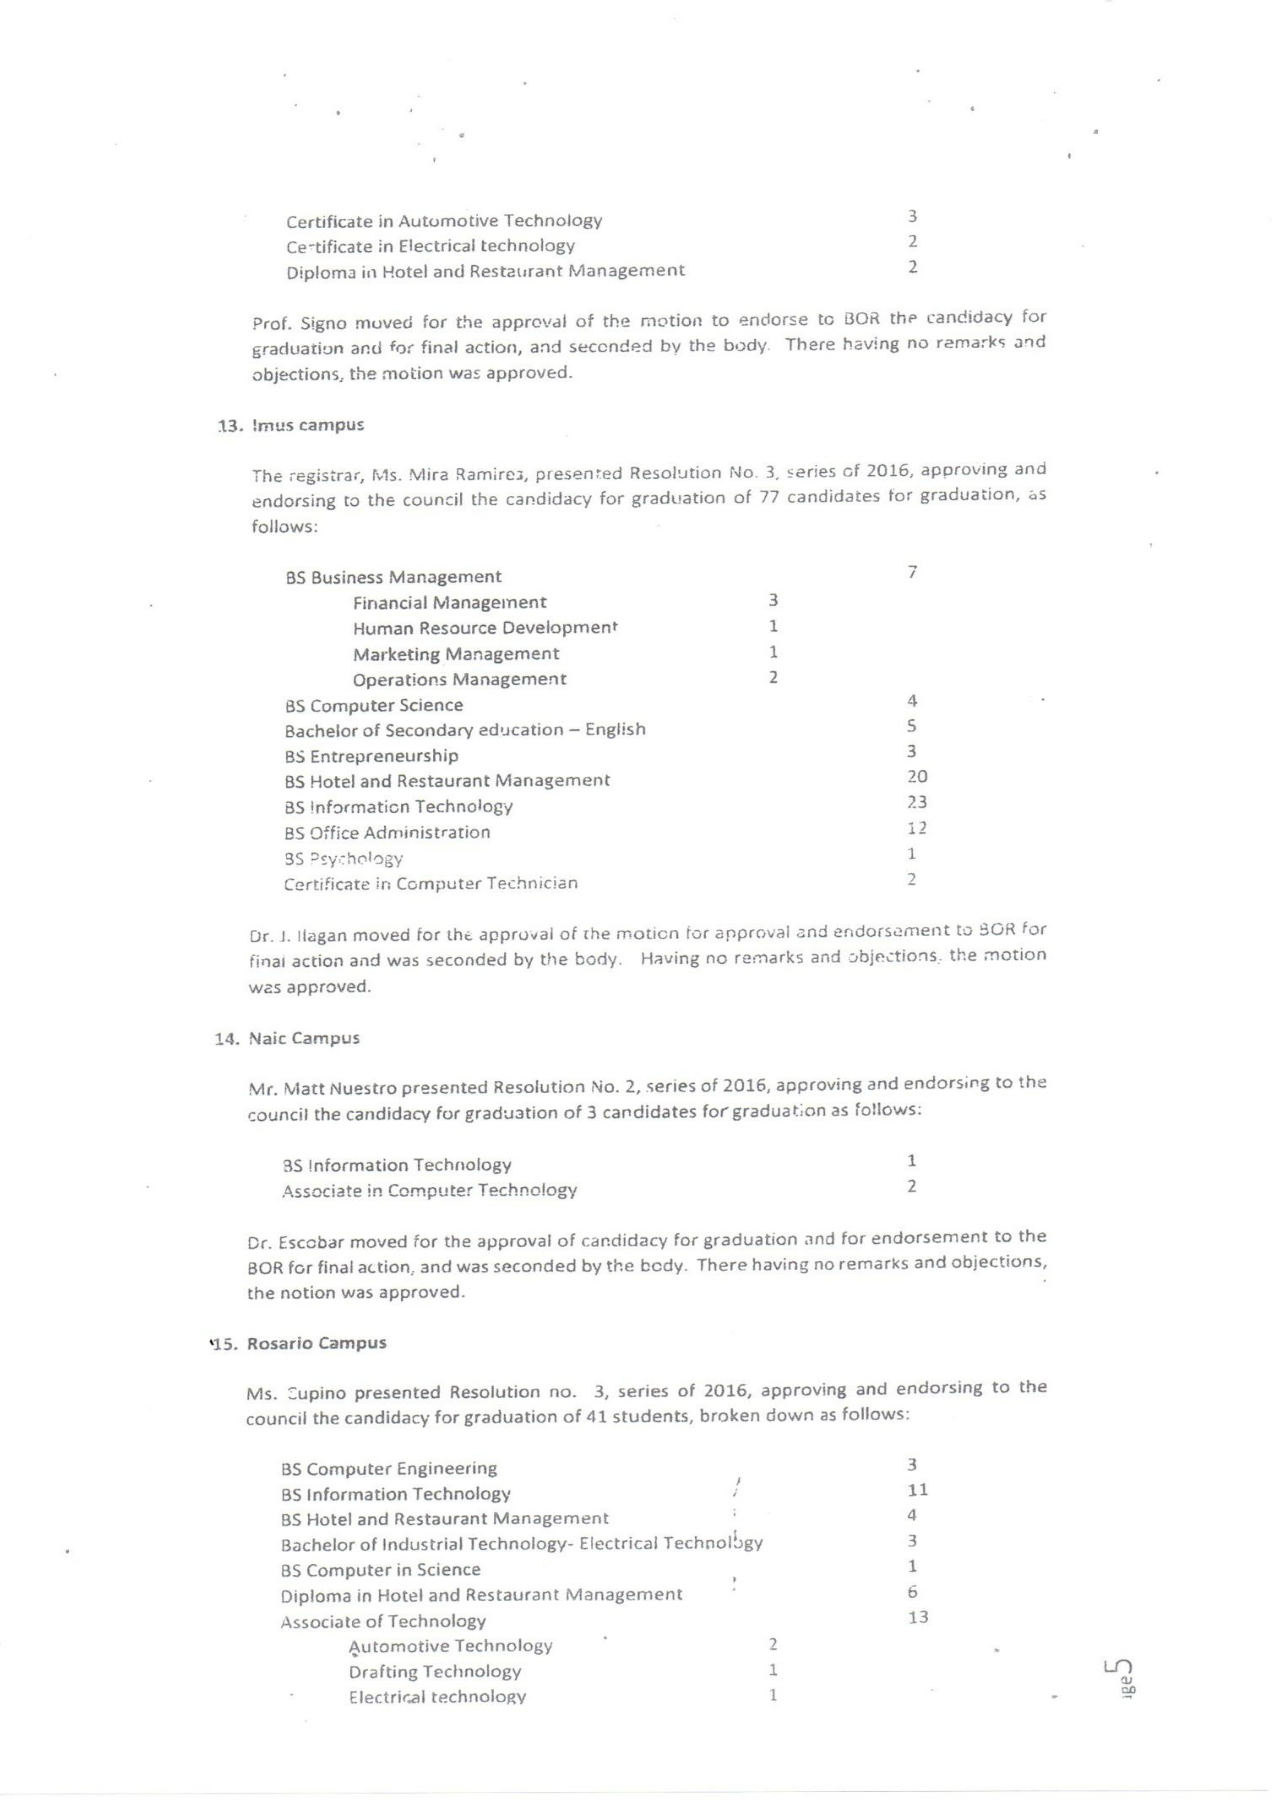 Certificate in Automotive Technology 3
Certificate in Electrical technology 2
Diploma in Hotel and Restaurant Management 2
Prof. Signo moved for the approval of the motion to endorse to BOR the candidacy for
graduation and for final action, and seconded by the body. There having no remarks and
objections, the motion was approved.
13. Imus campus
The registrar, Ms. Mira Ramirez, presented Resolution No. 3, series of 2016, approving and
endorsing to the council the candidacy for graduation of 77 candidates for graduation, as
follows:
BS Business Management 7
Financial Management 3
Human Resource Development 1
Marketing Management 1
Operations Management 2
BS Computer Science 4
Bachelor of Secondary education – English 5
BS Entrepreneurship 3
BS Hotel and Restaurant Management 20
BS Information Technology 23
BS Office Administration 12
BS Psychology 1
Certificate in Computer Technician 2
Dr. J. Ilagan moved for the approval of the motion for approval and endorsement to BOR for
final action and was seconded by the body. Having no remarks and objections, the motion
was approved.
14. Naic Campus
Mr. Matt Nuestro presented Resolution No. 2, series of 2016, approving and endorsing to the
council the candidacy for graduation of 3 candidates for graduation as follows:
BS Information Technology 1
Associate in Computer Technology 2
Dr. Escobar moved for the approval of candidacy for graduation and for endorsement to the
BOR for final action, and was seconded by the body. There having no remarks and objections,
the notion was approved.
15. Rosario Campus
Ms. presented Resolution no. 3, series of 2016, approving and endorsing to the
council the candidacy for graduation of 41 students, broken down as follows:
BS Computer Engineering 3
BS Information Technology 11
BS Hotel and Restaurant Management 4
Bachelor of Industrial Technology- Electrical Technology 3
BS Computer in Science 1
Diploma in Hotel and Restaurant Management 6
Associate of Technology 13
Automotive Technology 2
Drafting Technology 1
Electrical technology 1
age 5